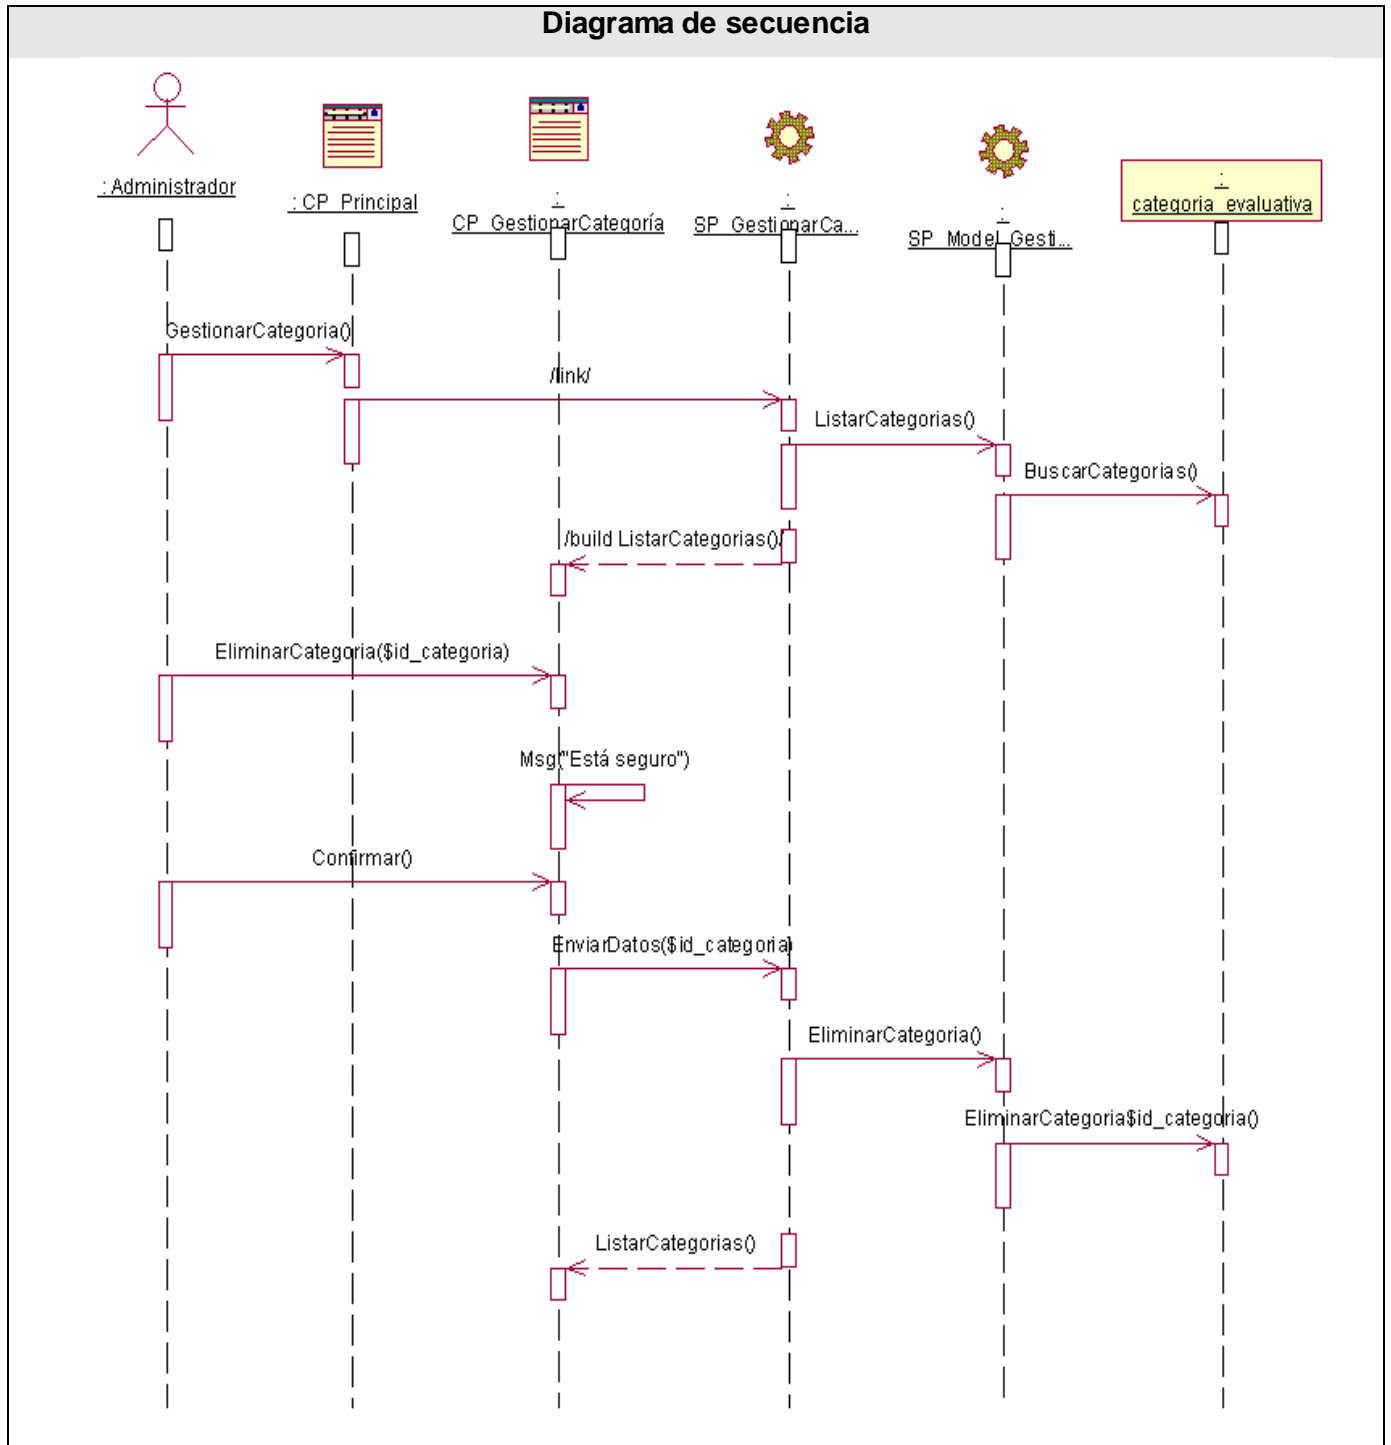 Diagrama de secuencia
: Administrador
: CP_Principal
:
CP_GestionarCategoría
:
SP_GestionarCa...
:
SP_Model_Gesti...
:
categoria_evaluativa
GestionarCategoria()
/link/
ListarCategorias()
BuscarCategorias()
/build ListarCategorias()/
EliminarCategoria($id_categoria)
Msg("Está seguro")
Confirmar()
EnviarDatos($id_categoria)
EliminarCategoria()
EliminarCategoria$id_categoria()
ListarCategorias()